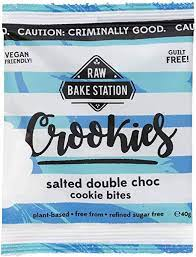 CAUTION: CRIMINALLY GOOD. CAUTION:
VEGAN
FRIENDLY!
GUILT
FREE!
RAW
BAKE STATION
Crookies
salted double choc
cookie bites
plant-based • free from • refined sugar free
℮40g